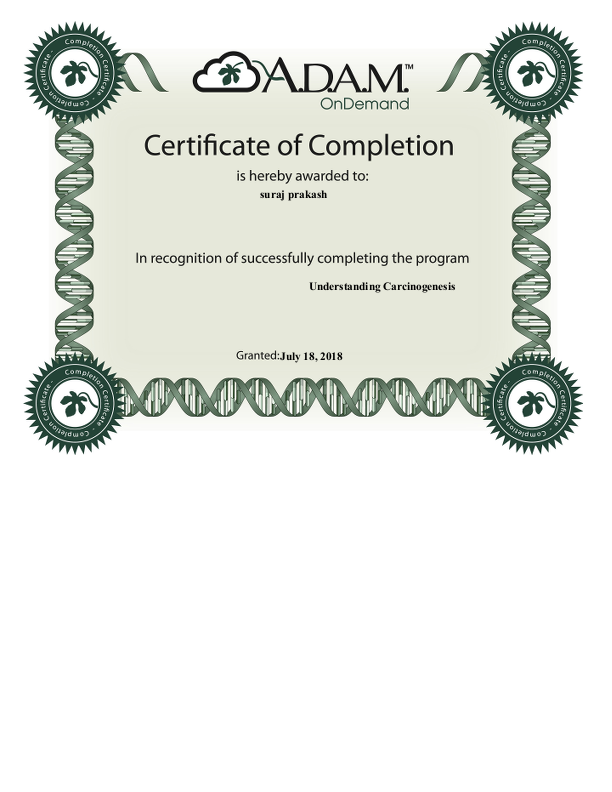 Completion Certificate · Completion Certificate ·
Completion Certificate · Completion Certificate ·
A.D.A.M.™
OnDemand
Certificate of Completion
is hereby awarded to:
suraj prakash
In recognition of successfully completing the program
Understanding Carcinogenesis
Granted:July 18, 2018
Completion Certificate · Completion Certificate ·
Completion Certificate · Completion Certificate ·